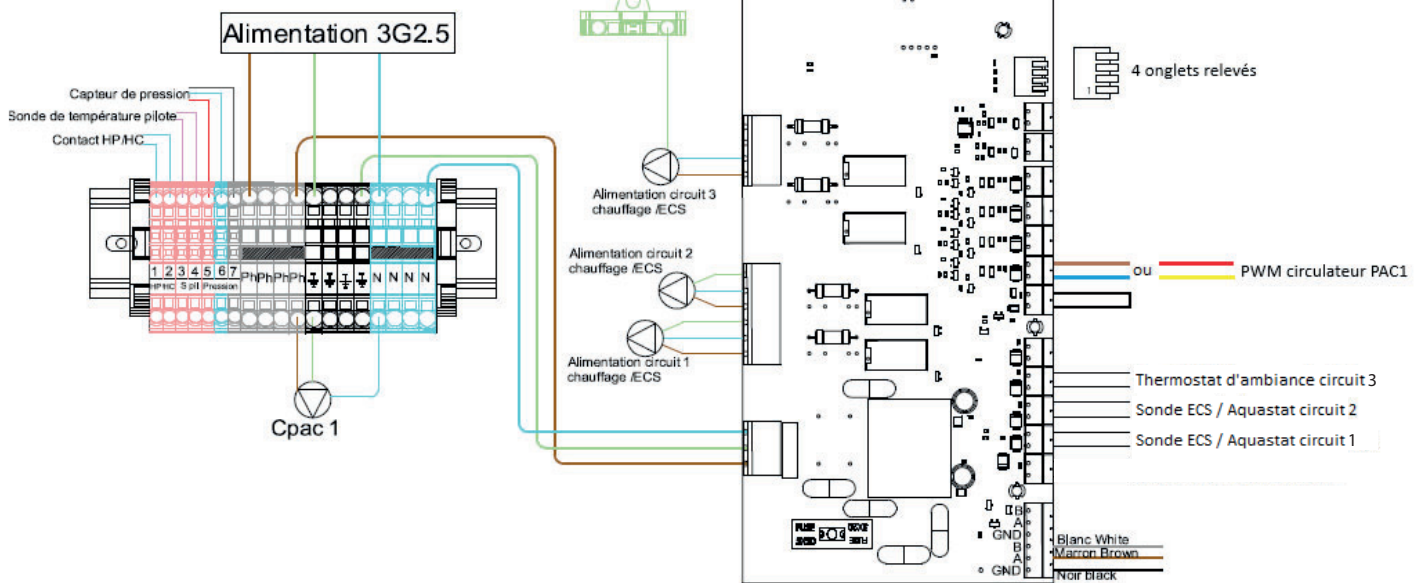 Alimentation 3G2.5
Capteur de pression
Sonde de température pilote
Contact HP/HC
1 2 3 4 5 6 7
HP/HC S pil Pression
Ph Ph Ph Ph
N N N N
Cpac 1
Alimentation circuit 3
chauffage /ECS
Alimentation circuit 2
chauffage /ECS
Alimentation circuit 1
chauffage /ECS
1
4 onglets relevés
ou
PWM circulateur PAC1
Thermostat d'ambiance circuit 3
Sonde ECS / Aquastat circuit 2
Sonde ECS / Aquastat circuit 1
B
A
GND
B
A
GND
Blanc White
Marron Brown
Noir black